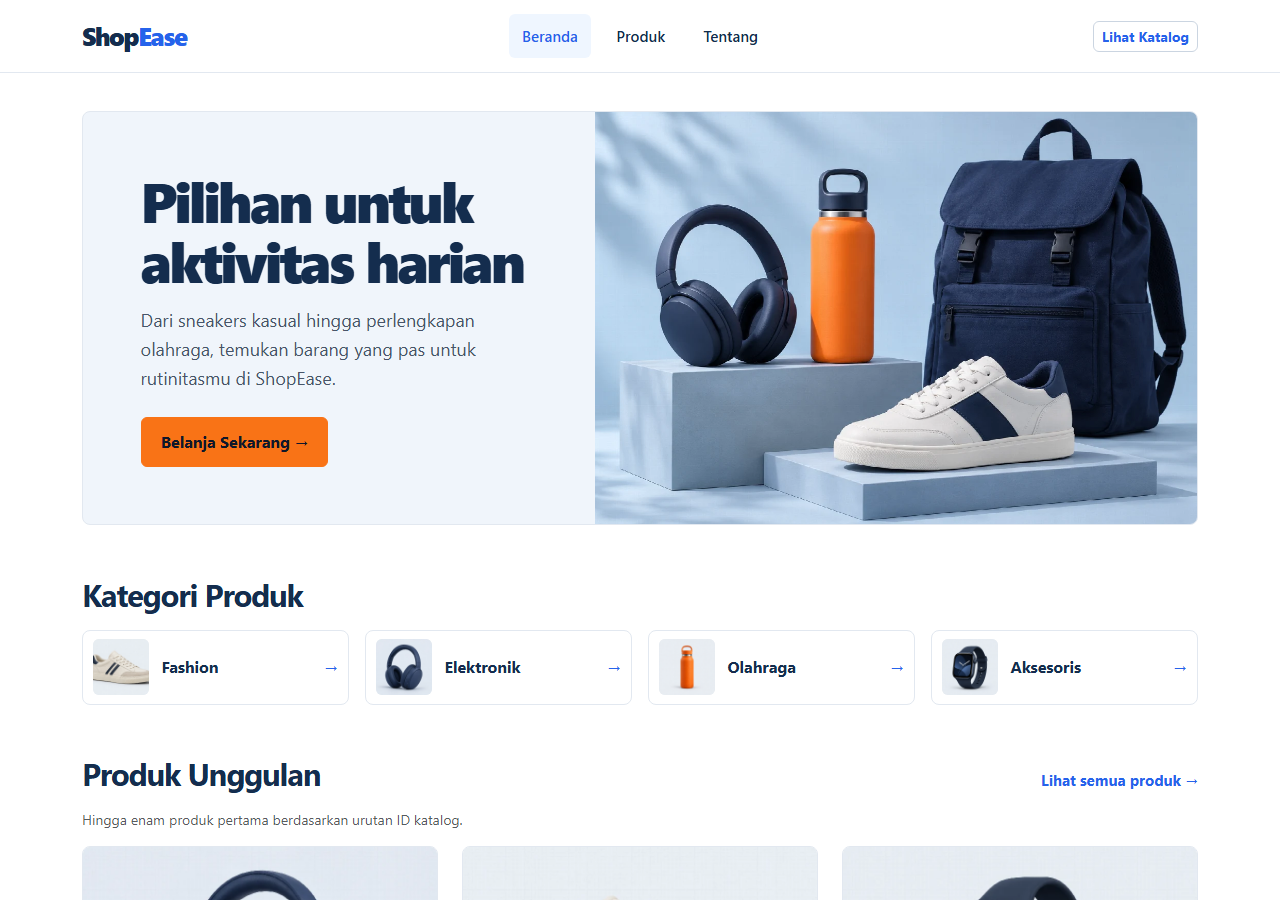 ShopEase
Beranda
Produk
Tentang
Lihat Katalog
Pilihan untuk
aktivitas harian
Dari sneakers kasual hingga perlengkapan
olahraga, temukan barang yang pas untuk
rutinitasmu di ShopEase.
Belanja Sekarang →
Kategori Produk
Fashion →
Elektronik →
Olahraga →
Aksesoris →
Produk Unggulan
Lihat semua produk →
Hingga enam produk pertama berdasarkan urutan ID katalog.